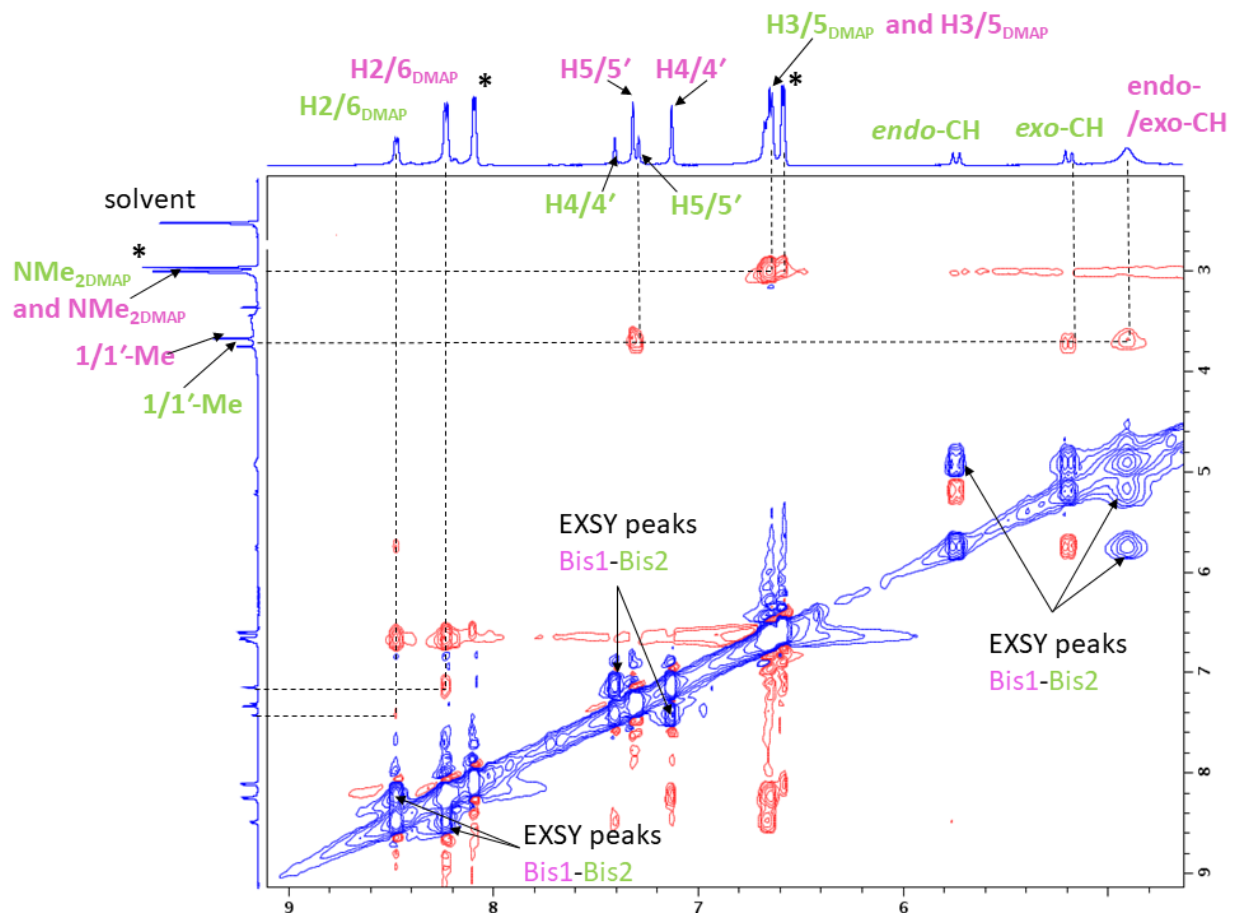 H3/5DMAP and H3/5DMAP
H2/6DMAP * H5/5′ H4/4′ *
endo-
/exo-CH
H2/6DMAP
endo-CH exo-CH
solvent
H4/4′ H5/5′
*
NMe2DMAP
and NMe2DMAP
1/1′-Me
1/1′-Me
3
4
5
6
7
8
9
EXSY peaks
Bis1-Bis2
EXSY peaks
Bis1-Bis2
EXSY peaks
Bis1-Bis2
9 8 7 6